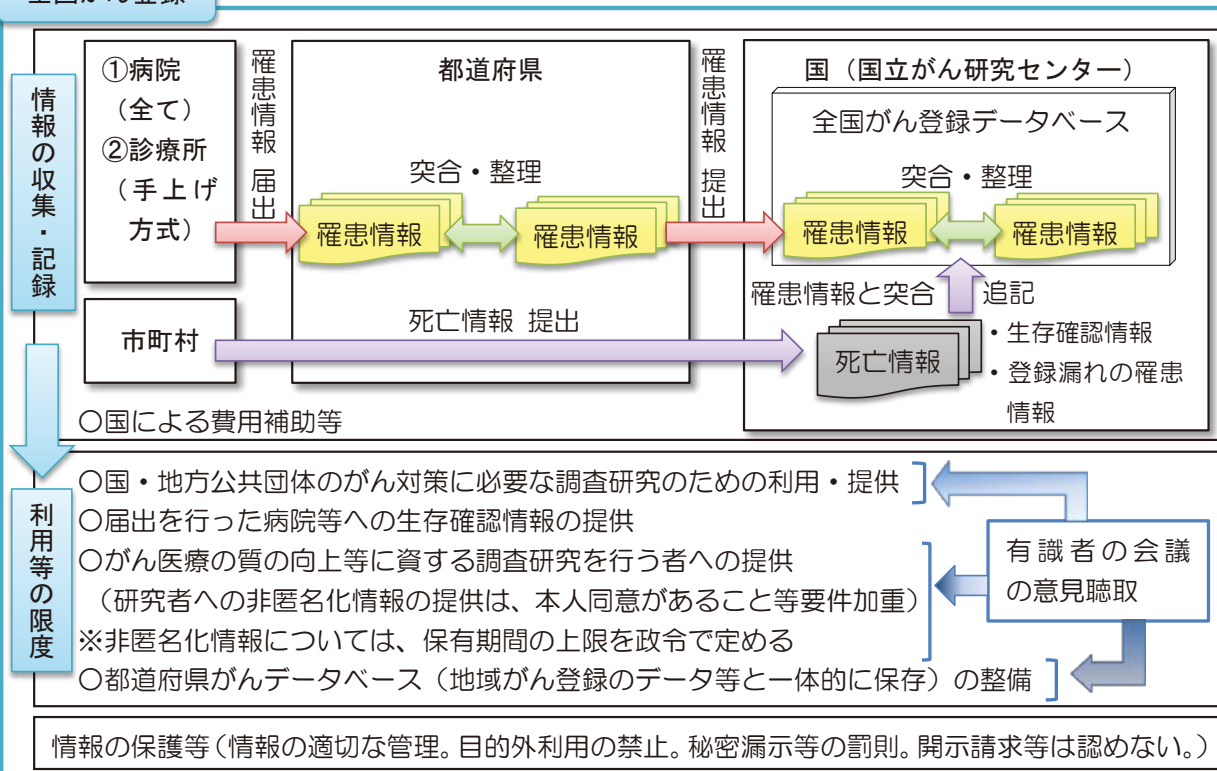 全国がん登録
情報の収集・記録
①病院
（全て）
②診療所
（手上げ
方式）
罹患情報 届出
都道府県
突合・整理
罹患情報
罹患情報
罹患情報 提出
国（国立がん研究センター）
全国がん登録データベース
突合・整理
罹患情報
罹患情報
罹患情報と突合
追記
市町村
死亡情報 提出
死亡情報
・生存確認情報
・登録漏れの罹患
情報
〇国による費用補助等
利用等の限度
〇国・地方公共団体のがん対策に必要な調査研究のための利用・提供
〇届出を行った病院等への生存確認情報の提供
〇がん医療の質の向上等に資する調査研究を行う者への提供
（研究者への非匿名化情報の提供は、本人同意があること等要件加重）
※非匿名化情報については、保有期間の上限を政令で定める
〇都道府県がんデータベース（地域がん登録のデータ等と一体的に保存）の整備
有識者の会議
の意見聴取
情報の保護等（情報の適切な管理。目的外利用の禁止。秘密漏示等の罰則。開示請求等は認めない。）